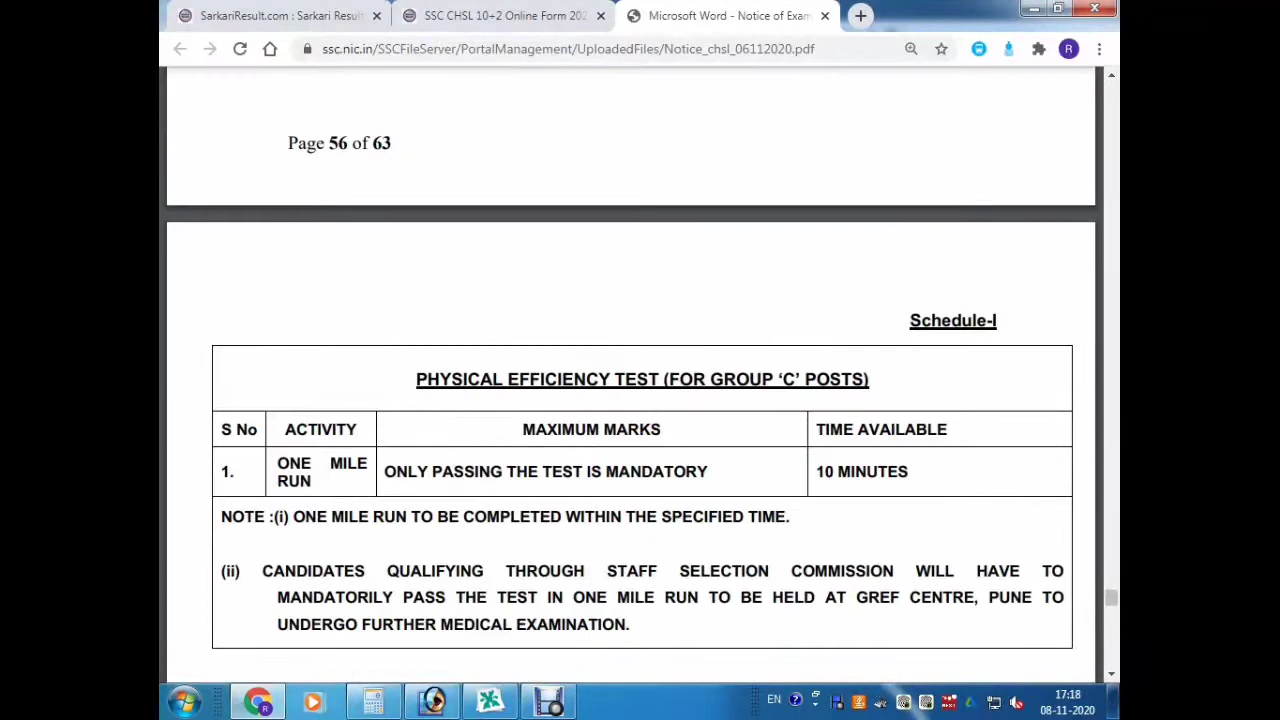 SarkariResult.com : Sarkari Resul
SSC CHSL 10+2 Online Form 202
Microsoft Word - Notice of Exam
ssc.nic.in/SSCFileServer/PortalManagement/UploadedFiles/Notice_chsl_06112020.pdf
R
Page 56 of 63
Schedule-I
PHYSICAL EFFICIENCY TEST (FOR GROUP ‘C’ POSTS)
S No ACTIVITY MAXIMUM MARKS TIME AVAILABLE
1. ONE MILE RUN ONLY PASSING THE TEST IS MANDATORY 10 MINUTES
NOTE :(i) ONE MILE RUN TO BE COMPLETED WITHIN THE SPECIFIED TIME.
(ii) CANDIDATES QUALIFYING THROUGH STAFF SELECTION COMMISSION WILL HAVE TO
MANDATORILY PASS THE TEST IN ONE MILE RUN TO BE HELD AT GREF CENTRE, PUNE TO
UNDERGO FURTHER MEDICAL EXAMINATION.
EN
17:18
08-11-2020